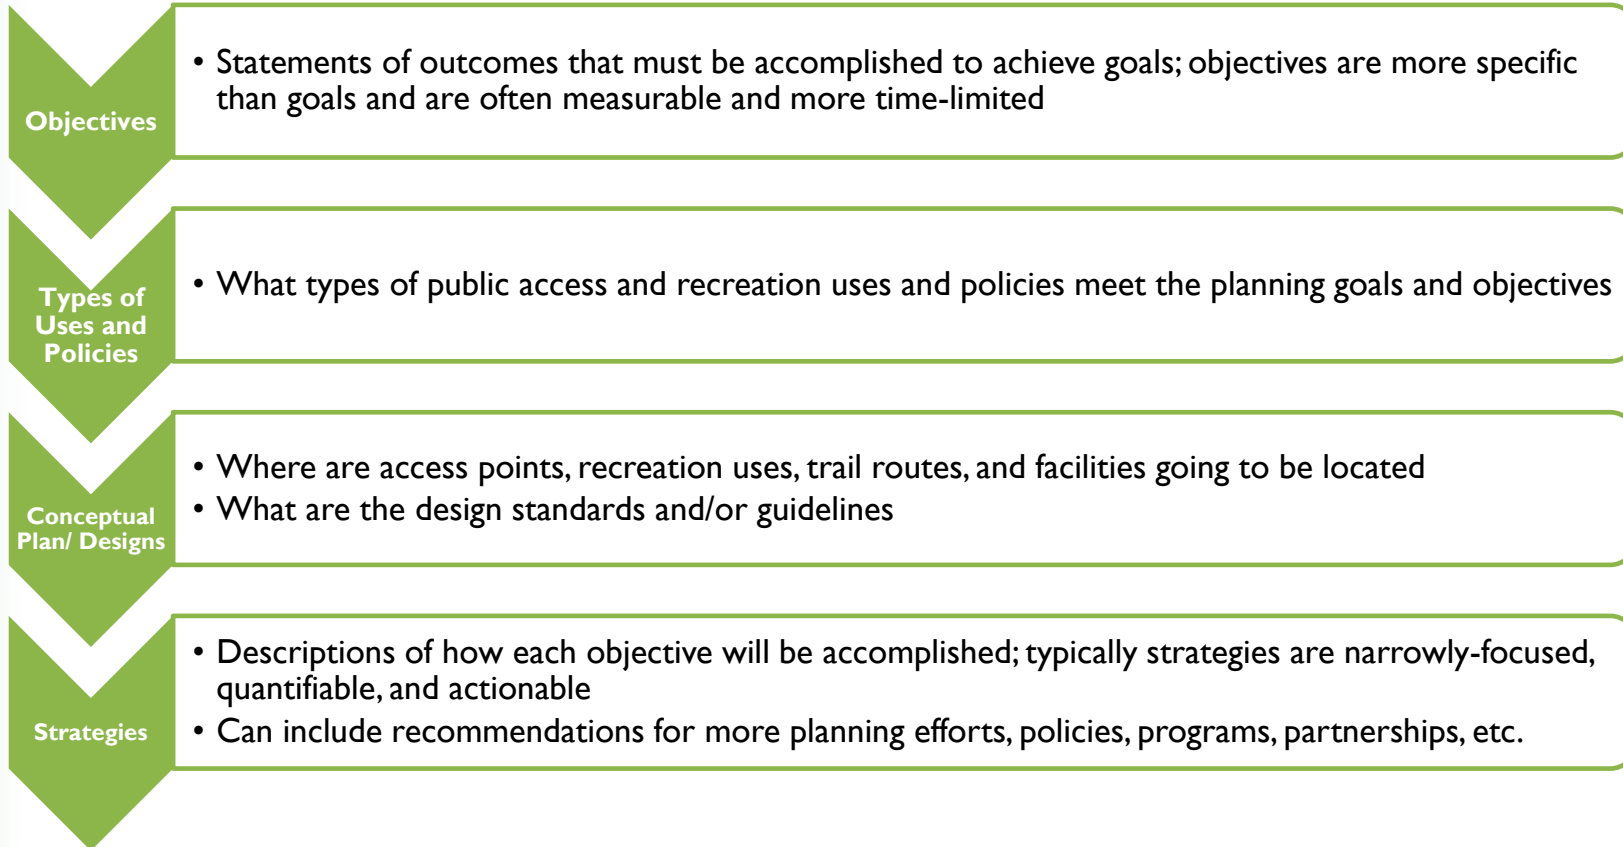 Objectives
• Statements of outcomes that must be accomplished to achieve goals; objectives are more specific
than goals and are often measurable and more time-limited
Types of
Uses and
Policies
• What types of public access and recreation uses and policies meet the planning goals and objectives
Conceptual
Plan/ Designs
• Where are access points, recreation uses, trail routes, and facilities going to be located
• What are the design standards and/or guidelines
Strategies
• Descriptions of how each objective will be accomplished; typically strategies are narrowly-focused,
quantifiable, and actionable
• Can include recommendations for more planning efforts, policies, programs, partnerships, etc.